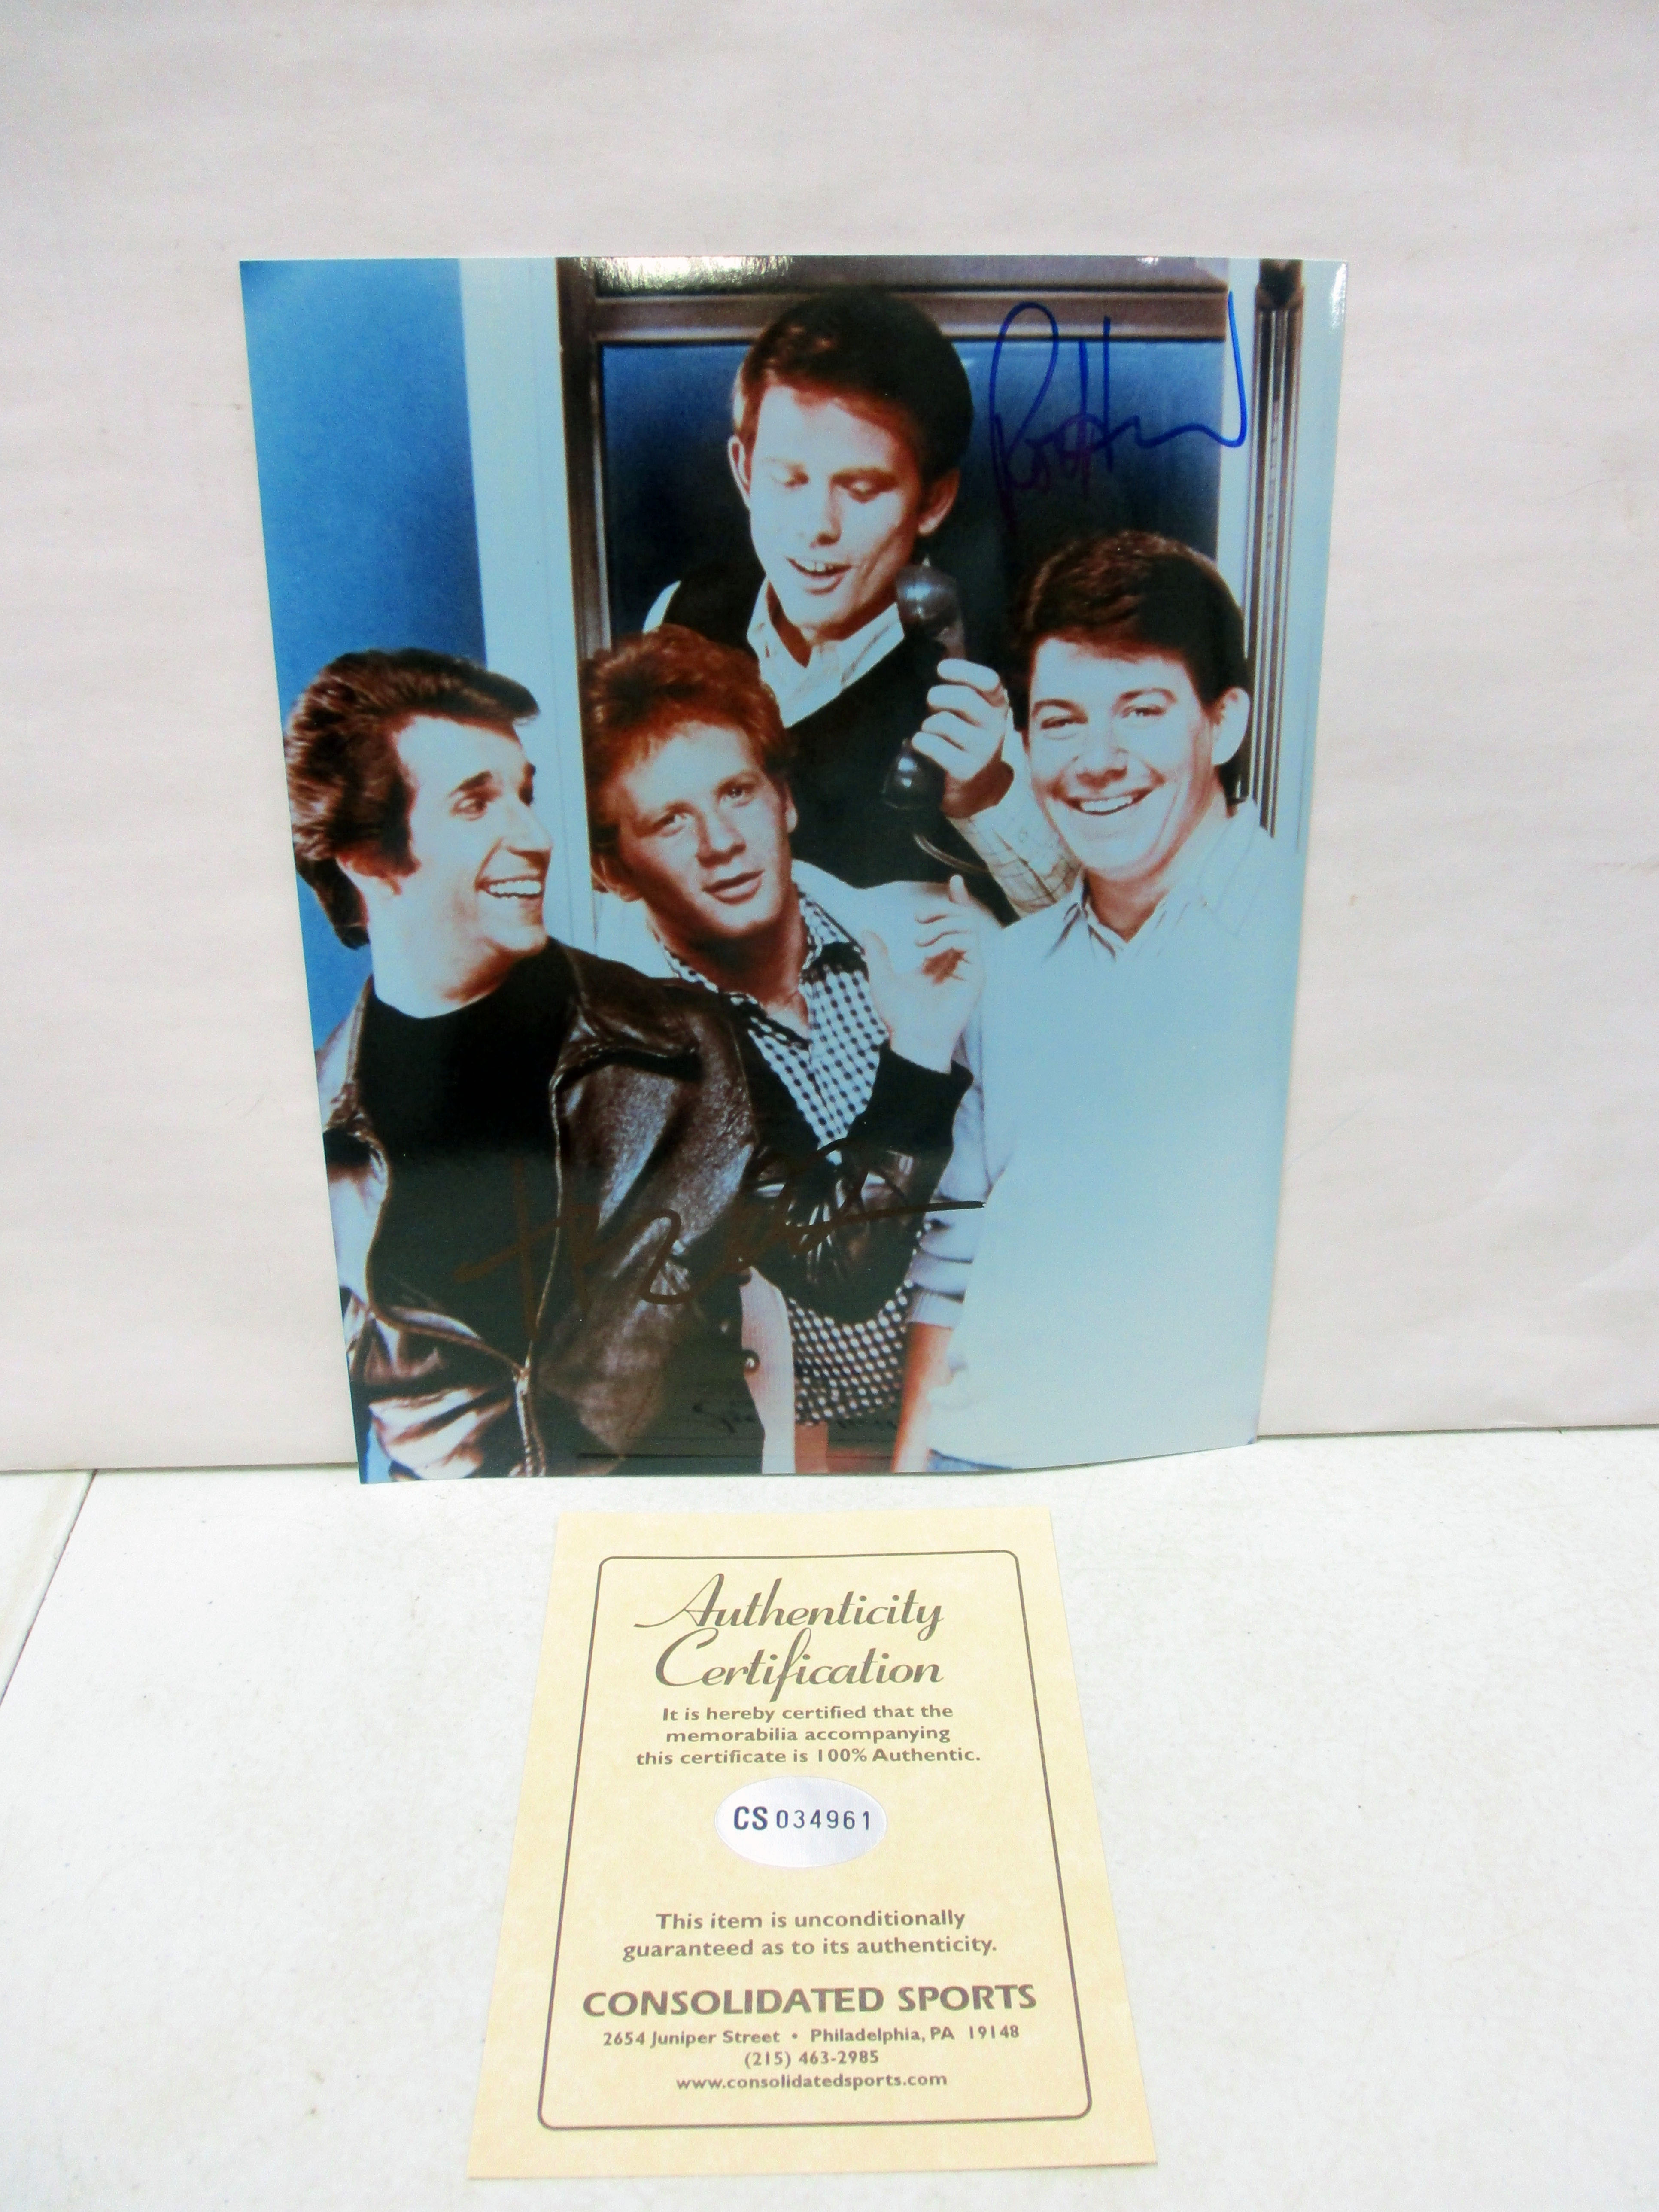 Authenticity
Certification
It is hereby certified that the
memorabilia accompanying
this certificate is 100% Authentic.
CS 034961
This item is unconditionally
guaranteed as to its authenticity.
CONSOLIDATED SPORTS
2654 Juniper Street • Philadelphia, PA 19148
(215) 463-2985
www.consolidatedsports.com